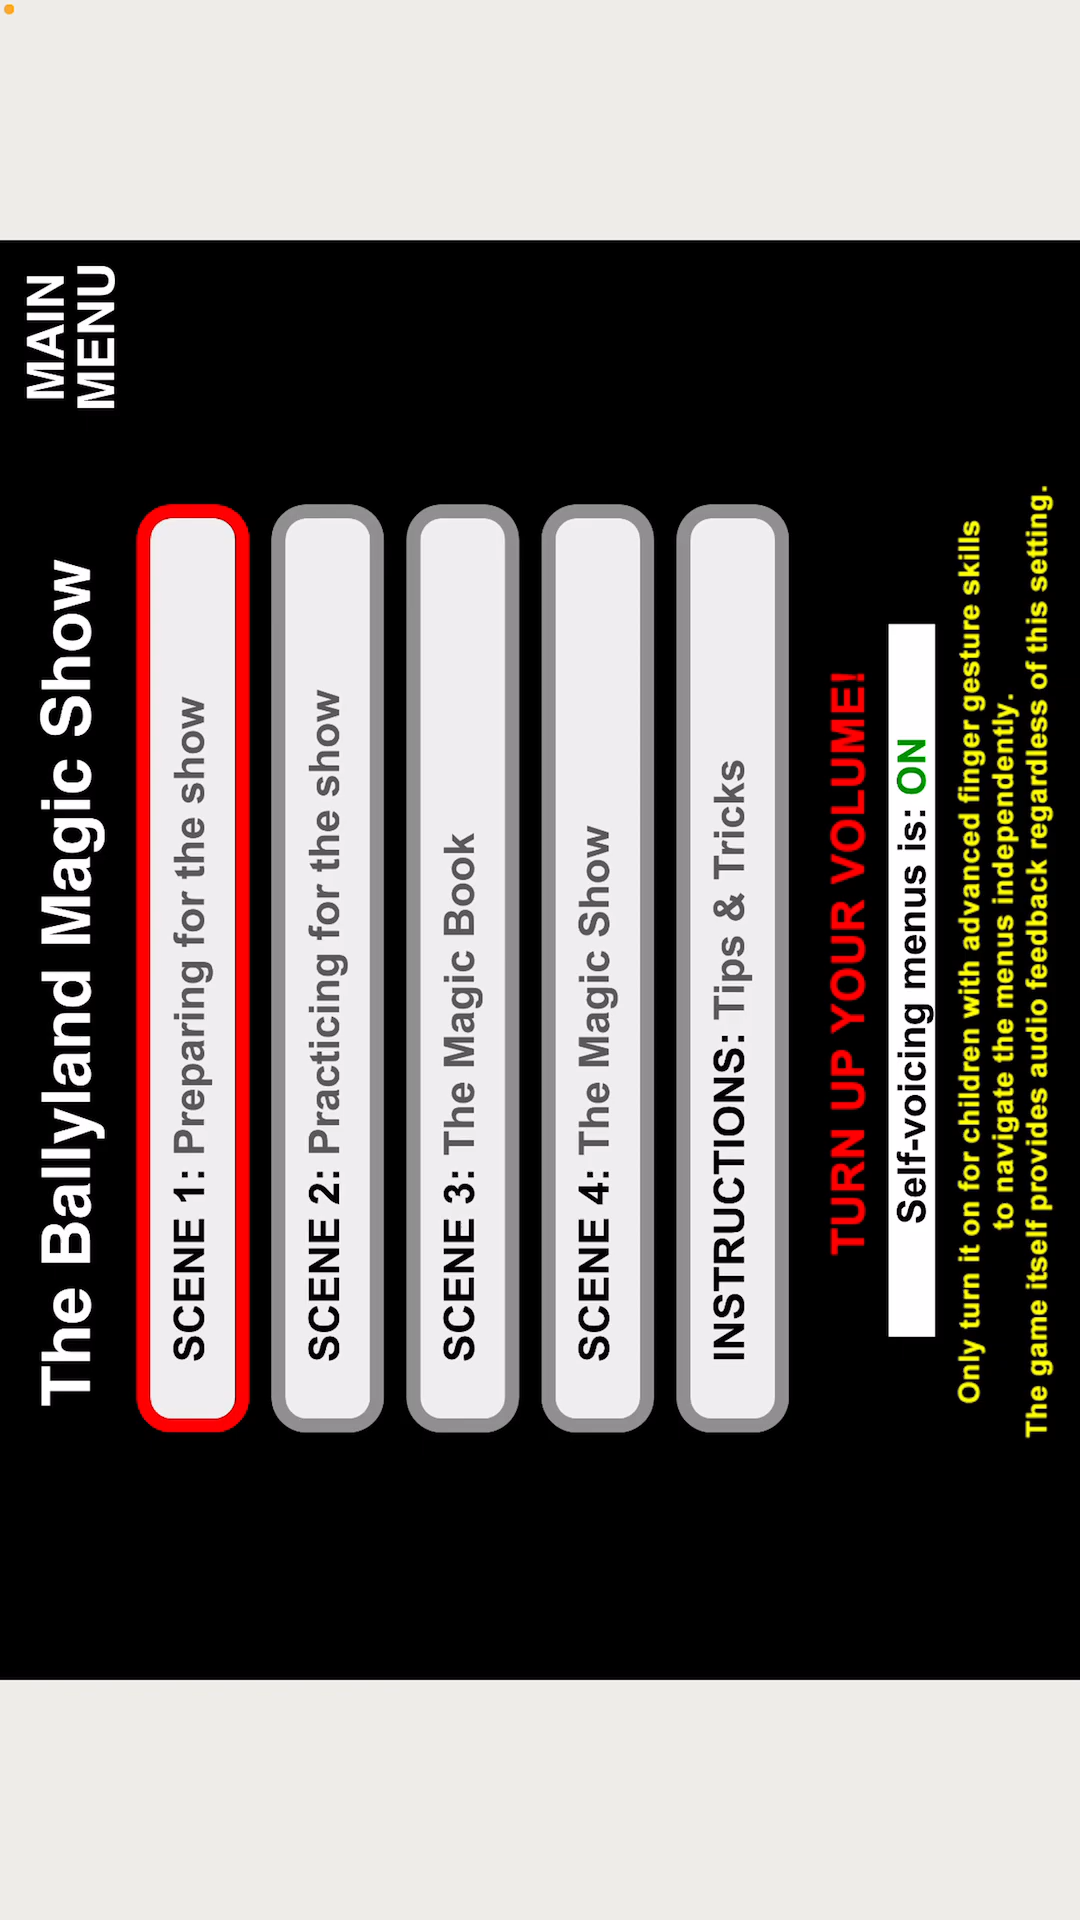 The Ballyland Magic Show
MAIN
MENU
SCENE 1: Preparing for the show
SCENE 2: Practicing for the show
SCENE 3: The Magic Book
SCENE 4: The Magic Show
INSTRUCTIONS: Tips & Tricks
TURN UP YOUR VOLUME!
Self-voicing menus is: ON
Only turn it on for children with advanced finger gesture skills
to navigate the menus independently.
The game itself provides audio feedback regardless of this setting.